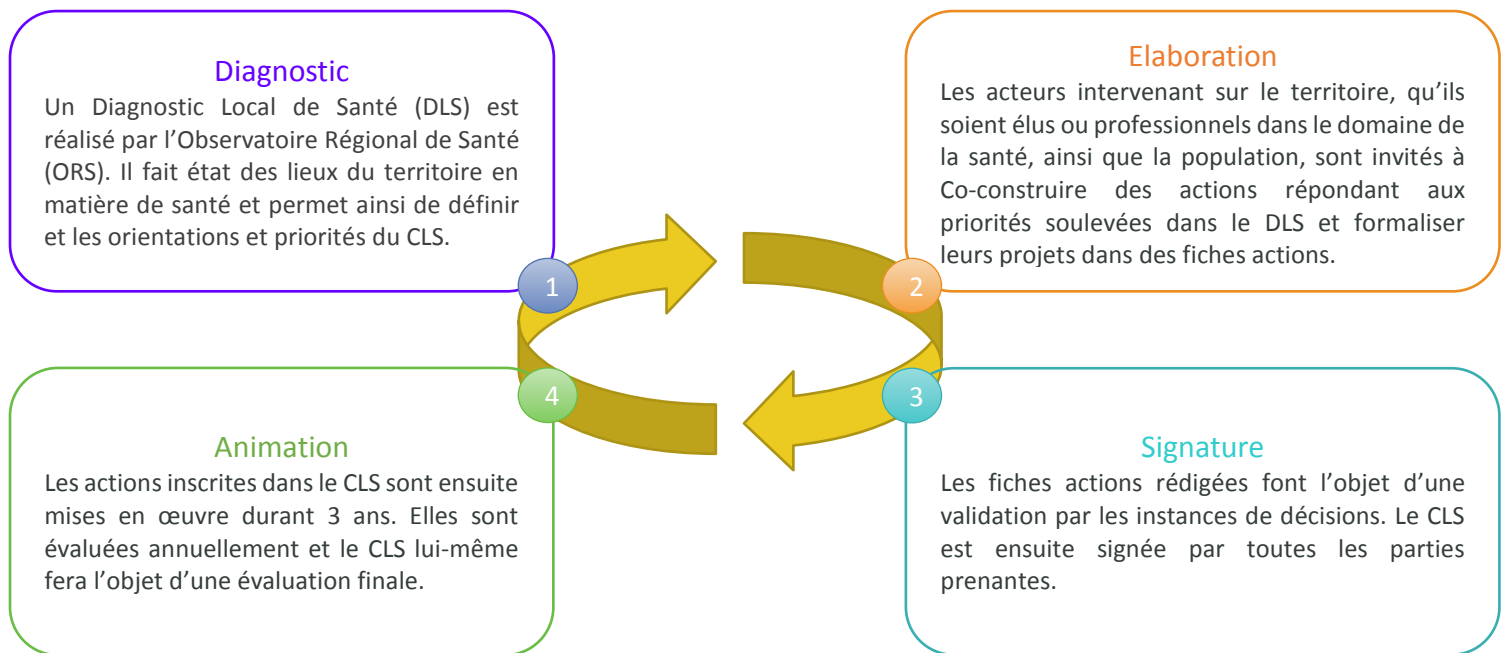 Diagnostic
Un Diagnostic Local de Santé (DLS) est
réalisé par l’Observatoire Régional de Santé
(ORS). Il fait état des lieux du territoire en
matière de santé et permet ainsi de définir
et les orientations et priorités du CLS.
1
Elaboration
Les acteurs intervenant sur le territoire, qu’ils
soient élus ou professionnels dans le domaine de
la santé, ainsi que la population, sont invités à
Co-construire des actions répondant aux
priorités soulevées dans le DLS et formaliser
leurs projets dans des fiches actions.
2
Signature
Les fiches actions rédigées font l’objet d’une
validation par les instances de décisions. Le CLS
est ensuite signée par toutes les parties
prenantes.
3
Animation
Les actions inscrites dans le CLS sont ensuite
mises en œuvre durant 3 ans. Elles sont
évaluées annuellement et le CLS lui-même
fera l’objet d’une évaluation finale.
4